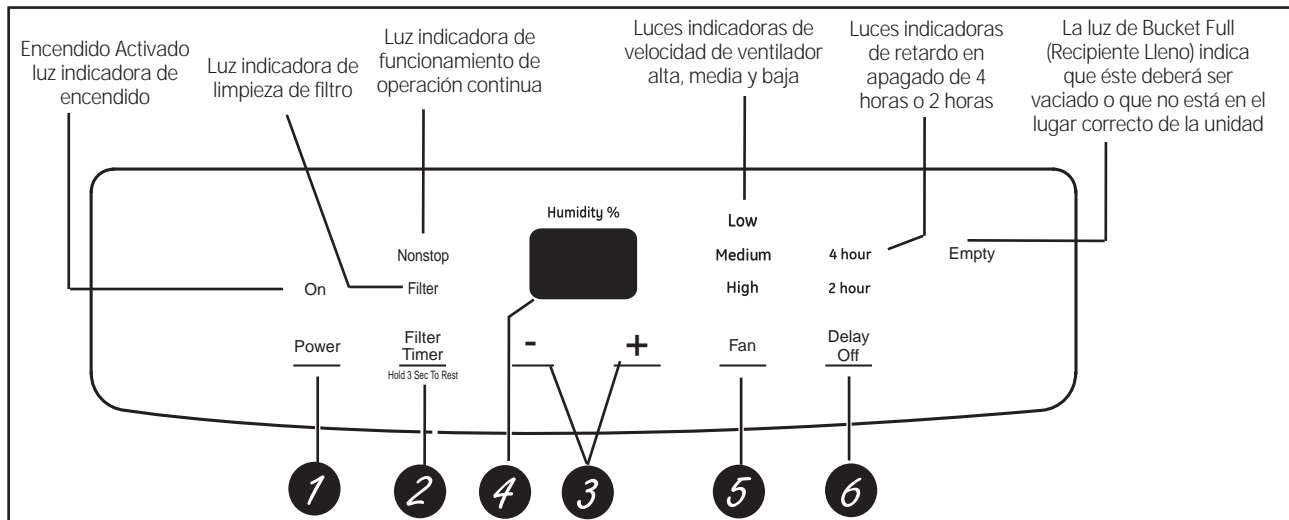 Encendido Activado
luz indicadora de
encendido
Luz indicadora de
limpieza de filtro
Luz indicadora de
funcionamiento de
operación continua
Luces indicadoras de
velocidad de ventilador
alta, media y baja
Luces indicadoras
de retardo en
apagado de 4
horas o 2 horas
La luz de Bucket Full
(Recipiente Lleno) indica
que éste deberá ser
vaciado o que no está en el
lugar correcto de la unidad
Humidity %
Low
Nonstop
Medium
4 hour
Empty
On
Filter
High
2 hour
Power
Filter
Timer
Hold 3 Sec To Rest
-
+
Fan
Delay
Off
1
2
4
3
5
6